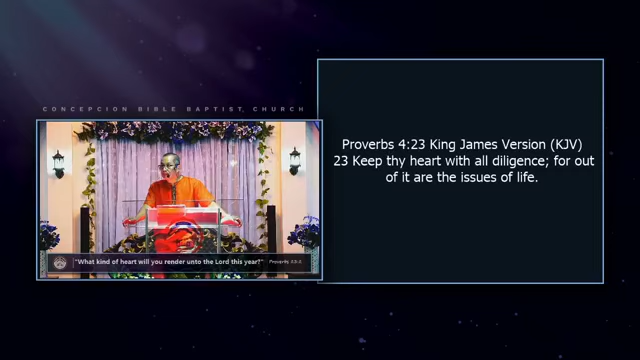 CONCEPCION BIBLE BAPTIST CHURCH
Proverbs 4:23 King James Version (KJV)
23 Keep thy heart with all diligence; for out
of it are the issues of life.
"What kind of heart will you render unto the Lord this year?" Proverbs